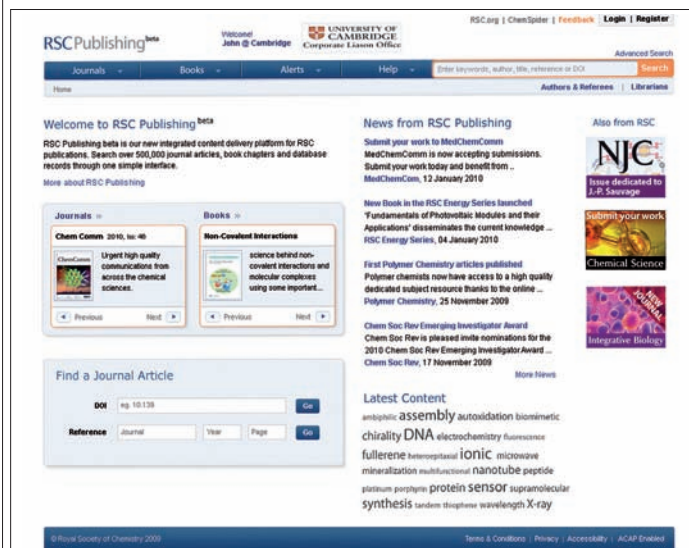 RSC.org | ChemSpider | Feedback Login | Register
RSCPublishing beta
Welcome!
John @ Cambridge
UNIVERSITY OF
CAMBRIDGE
Corporate Liason Office
Advanced Search
Journals Books Alerts Help Enter keywords, author, title, reference or DOI Search
Home Authors & Referees | Librarians
Welcome to RSC Publishing beta
RSC Publishing beta is our new integrated content delivery platform for RSC
publications. Search over 500,000 journal articles, book chapters and database
records through one simple interface.
More about RSC Publishing
Journals »
Chem Comm 2010, Iss: 46
ChemComm
Urgent high quality
communications from
across the chemical
sciences.
Previous Next
Books »
Non-Covalent Interactions
science behind non-
covalent interactions and
molecular complexes
using some important...
Previous Next
Find a Journal Article
DOI eg. 10.139 Go
Reference Journal Year Page Go
News from RSC Publishing
Submit your work to MedChemComm
MedChemComm is now accepting submissions.
Submit your work today and benefit from ..
MedChemCom, 12 January 2010
New Book in the RSC Energy Series launched
'Fundamentals of Photovoltaic Modules and their
Applications' disseminates the current knowledge ...
RSC Energy Series, 04 January 2010
First Polymer Chemistry articles published
Polymer chemists now have access to a high quality
dedicated subject resource thanks to the online ...
Polymer Chemistry, 25 November 2009
Chem Soc Rev Emerging Investigator Award
Chem Soc Rev is pleased invite nominations for the
2010 Chem Soc Rev Emerging Investigator Award ...
Chem Soc Rev, 17 November 2009
More News
Latest Content
ambiphilic assembly autoxidation biomimetic
chirality DNA electrochemistry fluorescence
fullerene heteroepitaxial ionic microwave
mineralization multifunctional nanotube peptide
platinum porphyrin protein sensor supramolecular
synthesis tandem thiophene wavelength X-ray
Also from RSC
NJC
Issue dedicated to
J.-P. Sauvage
Submit your work
Chemical Science
NEW
JOURNAL
Integrative Biology
© Royal Society of Chemistry 2009 Terms & Conditions | Privacy | Accessibility | ACAP Enabled